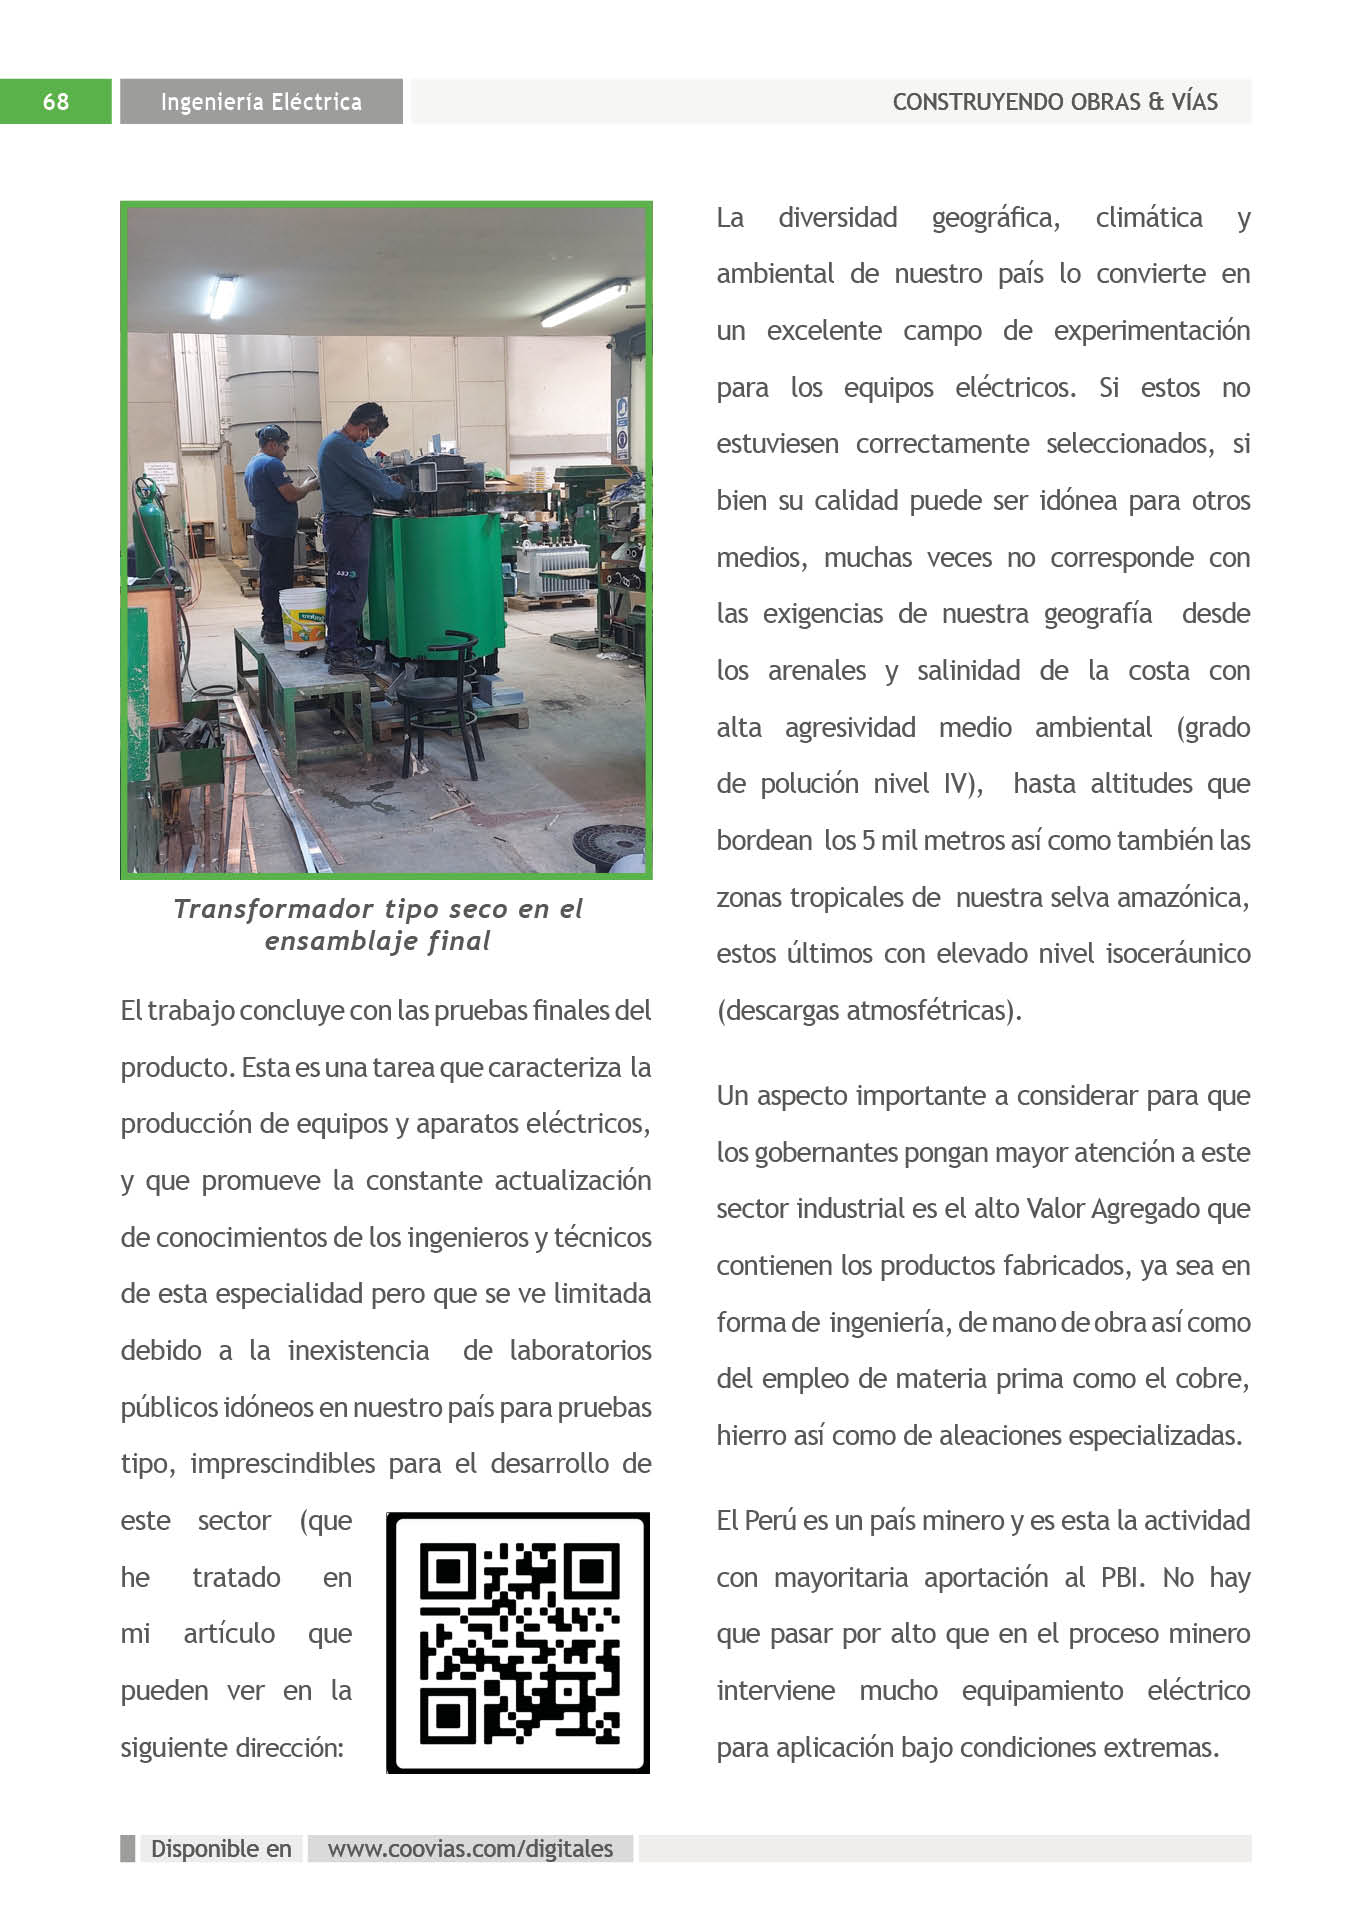 68
Ingeniería Eléctrica
CONSTRUYENDO OBRAS & VÍAS
Transformador tipo seco en el
ensamblaje final
El trabajo concluye con las pruebas finales del
producto. Esta es una tarea que caracteriza la
producción de equipos y aparatos eléctricos,
y que promueve la constante actualización
de conocimientos de los ingenieros y técnicos
de esta especialidad pero que se ve limitada
debido a la inexistencia de laboratorios
públicos idóneos en nuestro país para pruebas
tipo, imprescindibles para el desarrollo de
este sector (que
he tratado en
mi artículo que
pueden ver en la
siguiente dirección:
La diversidad geográfica, climática y
ambiental de nuestro país lo convierte en
un excelente campo de experimentación
para los equipos eléctricos. Si estos no
estuviesen correctamente seleccionados, si
bien su calidad puede ser idónea para otros
medios, muchas veces no corresponde con
las exigencias de nuestra geografía desde
los arenales y salinidad de la costa con
alta agresividad medio ambiental (grado
de polución nivel IV), hasta altitudes que
bordean los 5 mil metros así como también las
zonas tropicales de nuestra selva amazónica,
estos últimos con elevado nivel isoceráunico
(descargas atmosfétricas).
Un aspecto importante a considerar para que
los gobernantes pongan mayor atención a este
sector industrial es el alto Valor Agregado que
contienen los productos fabricados, ya sea en
forma de ingeniería, de mano de obra así como
del empleo de materia prima como el cobre,
hierro así como de aleaciones especializadas.
El Perú es un país minero y es esta la actividad
con mayoritaria aportación al PBI. No hay
que pasar por alto que en el proceso minero
interviene mucho equipamiento eléctrico
para aplicación bajo condiciones extremas.
Disponible en
www.coovias.com/digitales